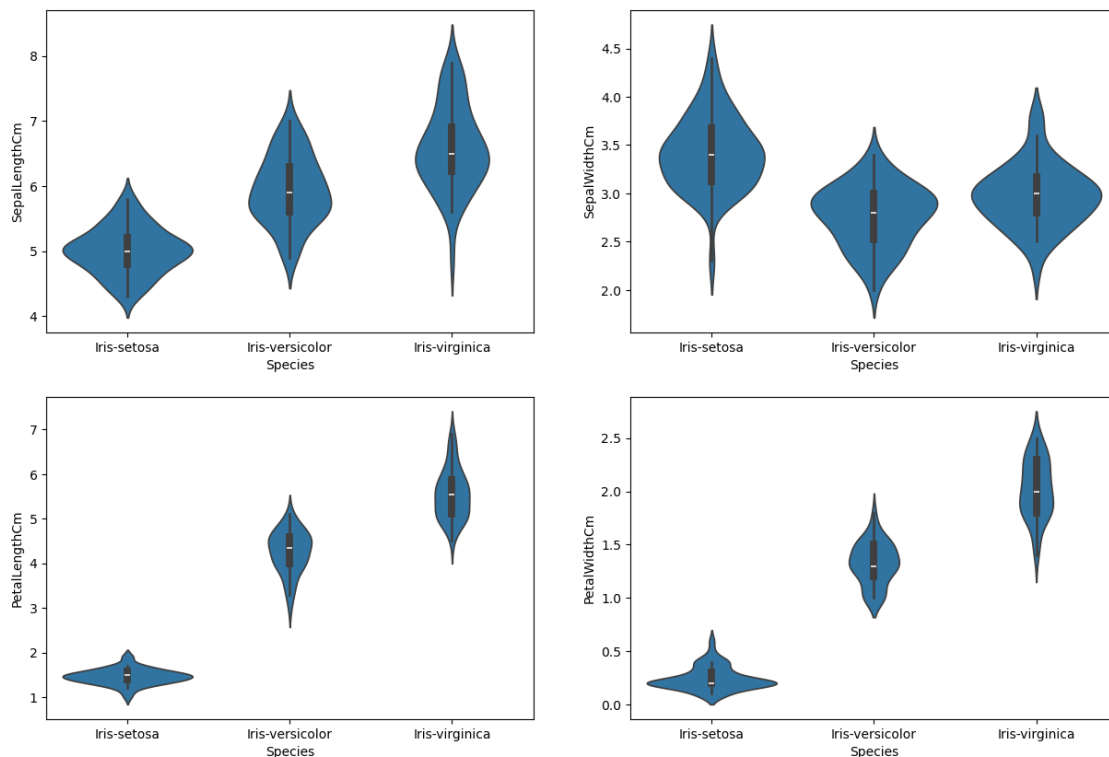 SepalLengthCm
8
7
6
5
4
Iris-setosa Iris-versicolor Iris-virginica
Species
SepalWidthCm
4.5
4.0
3.5
3.0
2.5
2.0
Iris-setosa Iris-versicolor Iris-virginica
Species
PetalLengthCm
7
6
5
4
3
2
1
Iris-setosa Iris-versicolor Iris-virginica
Species
PetalWidthCm
2.5
2.0
1.5
1.0
0.5
0.0
Iris-setosa Iris-versicolor Iris-virginica
Species